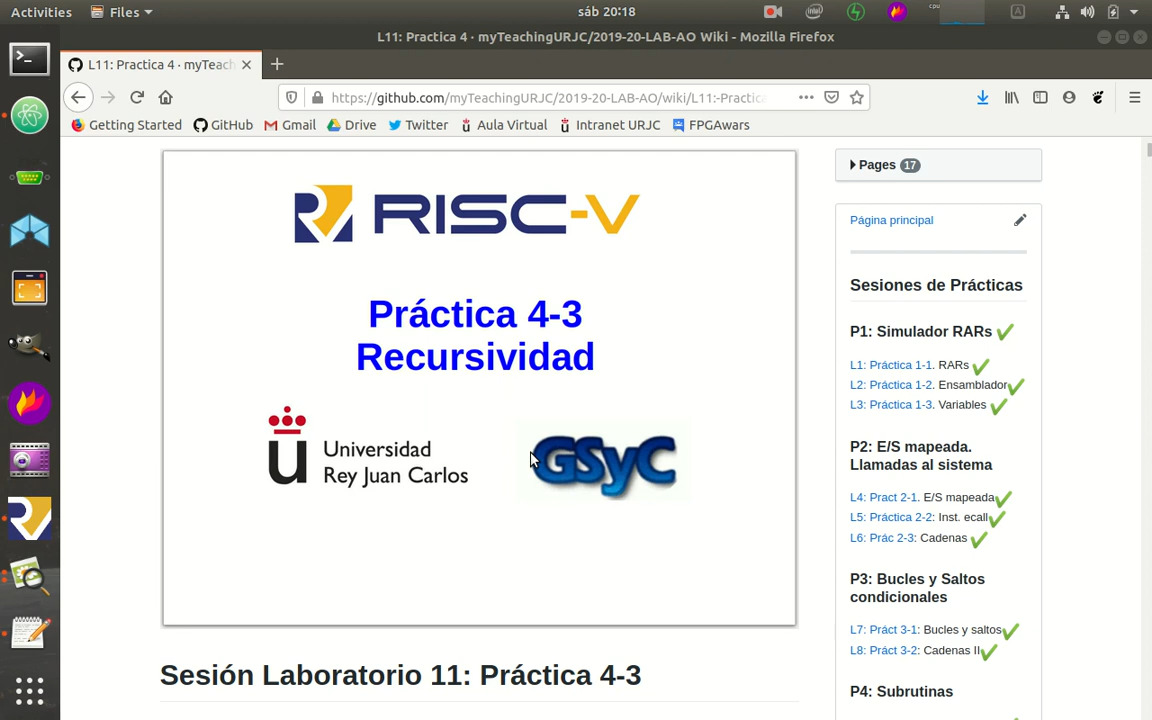 Activities
Files
sáb 20:18
cpu
L11: Practica 4 · myTeachingURJC/2019-20-LAB-AO Wiki - Mozilla Firefox
L11: Practica 4 · myTeach
https://github.com/myTeachingURJC/2019-20-LAB-AO/wiki/L11:-Practica
Getting Started
GitHub
Gmail
Drive
Twitter
Aula Virtual
Intranet URJC
FPGAwars
RISC-V
Práctica 4-3
Recursividad
u Universidad
Rey Juan Carlos
GSyC
Sesión Laboratorio 11: Práctica 4-3
Pages 17
Página principal
Sesiones de Prácticas
P1: Simulador RARs
L1: Práctica 1-1. RARs
L2: Práctica 1-2. Ensamblador
L3: Práctica 1-3. Variables
P2: E/S mapeada.
Llamadas al sistema
L4: Pract 2-1. E/S mapeada
L5: Práctica 2-2: Inst. ecall
L6: Prác 2-3: Cadenas
P3: Bucles y Saltos
condicionales
L7: Práct 3-1: Bucles y saltos
L8: Práct 3-2: Cadenas II
P4: Subrutinas